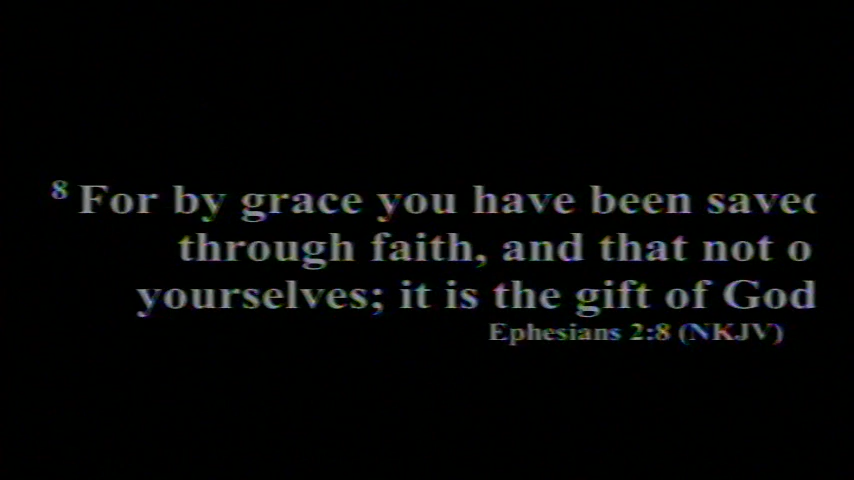 8 For by grace you have been saved
through faith, and that not o
yourselves; it is the gift of God
Ephesians 2:8 (NKJV)